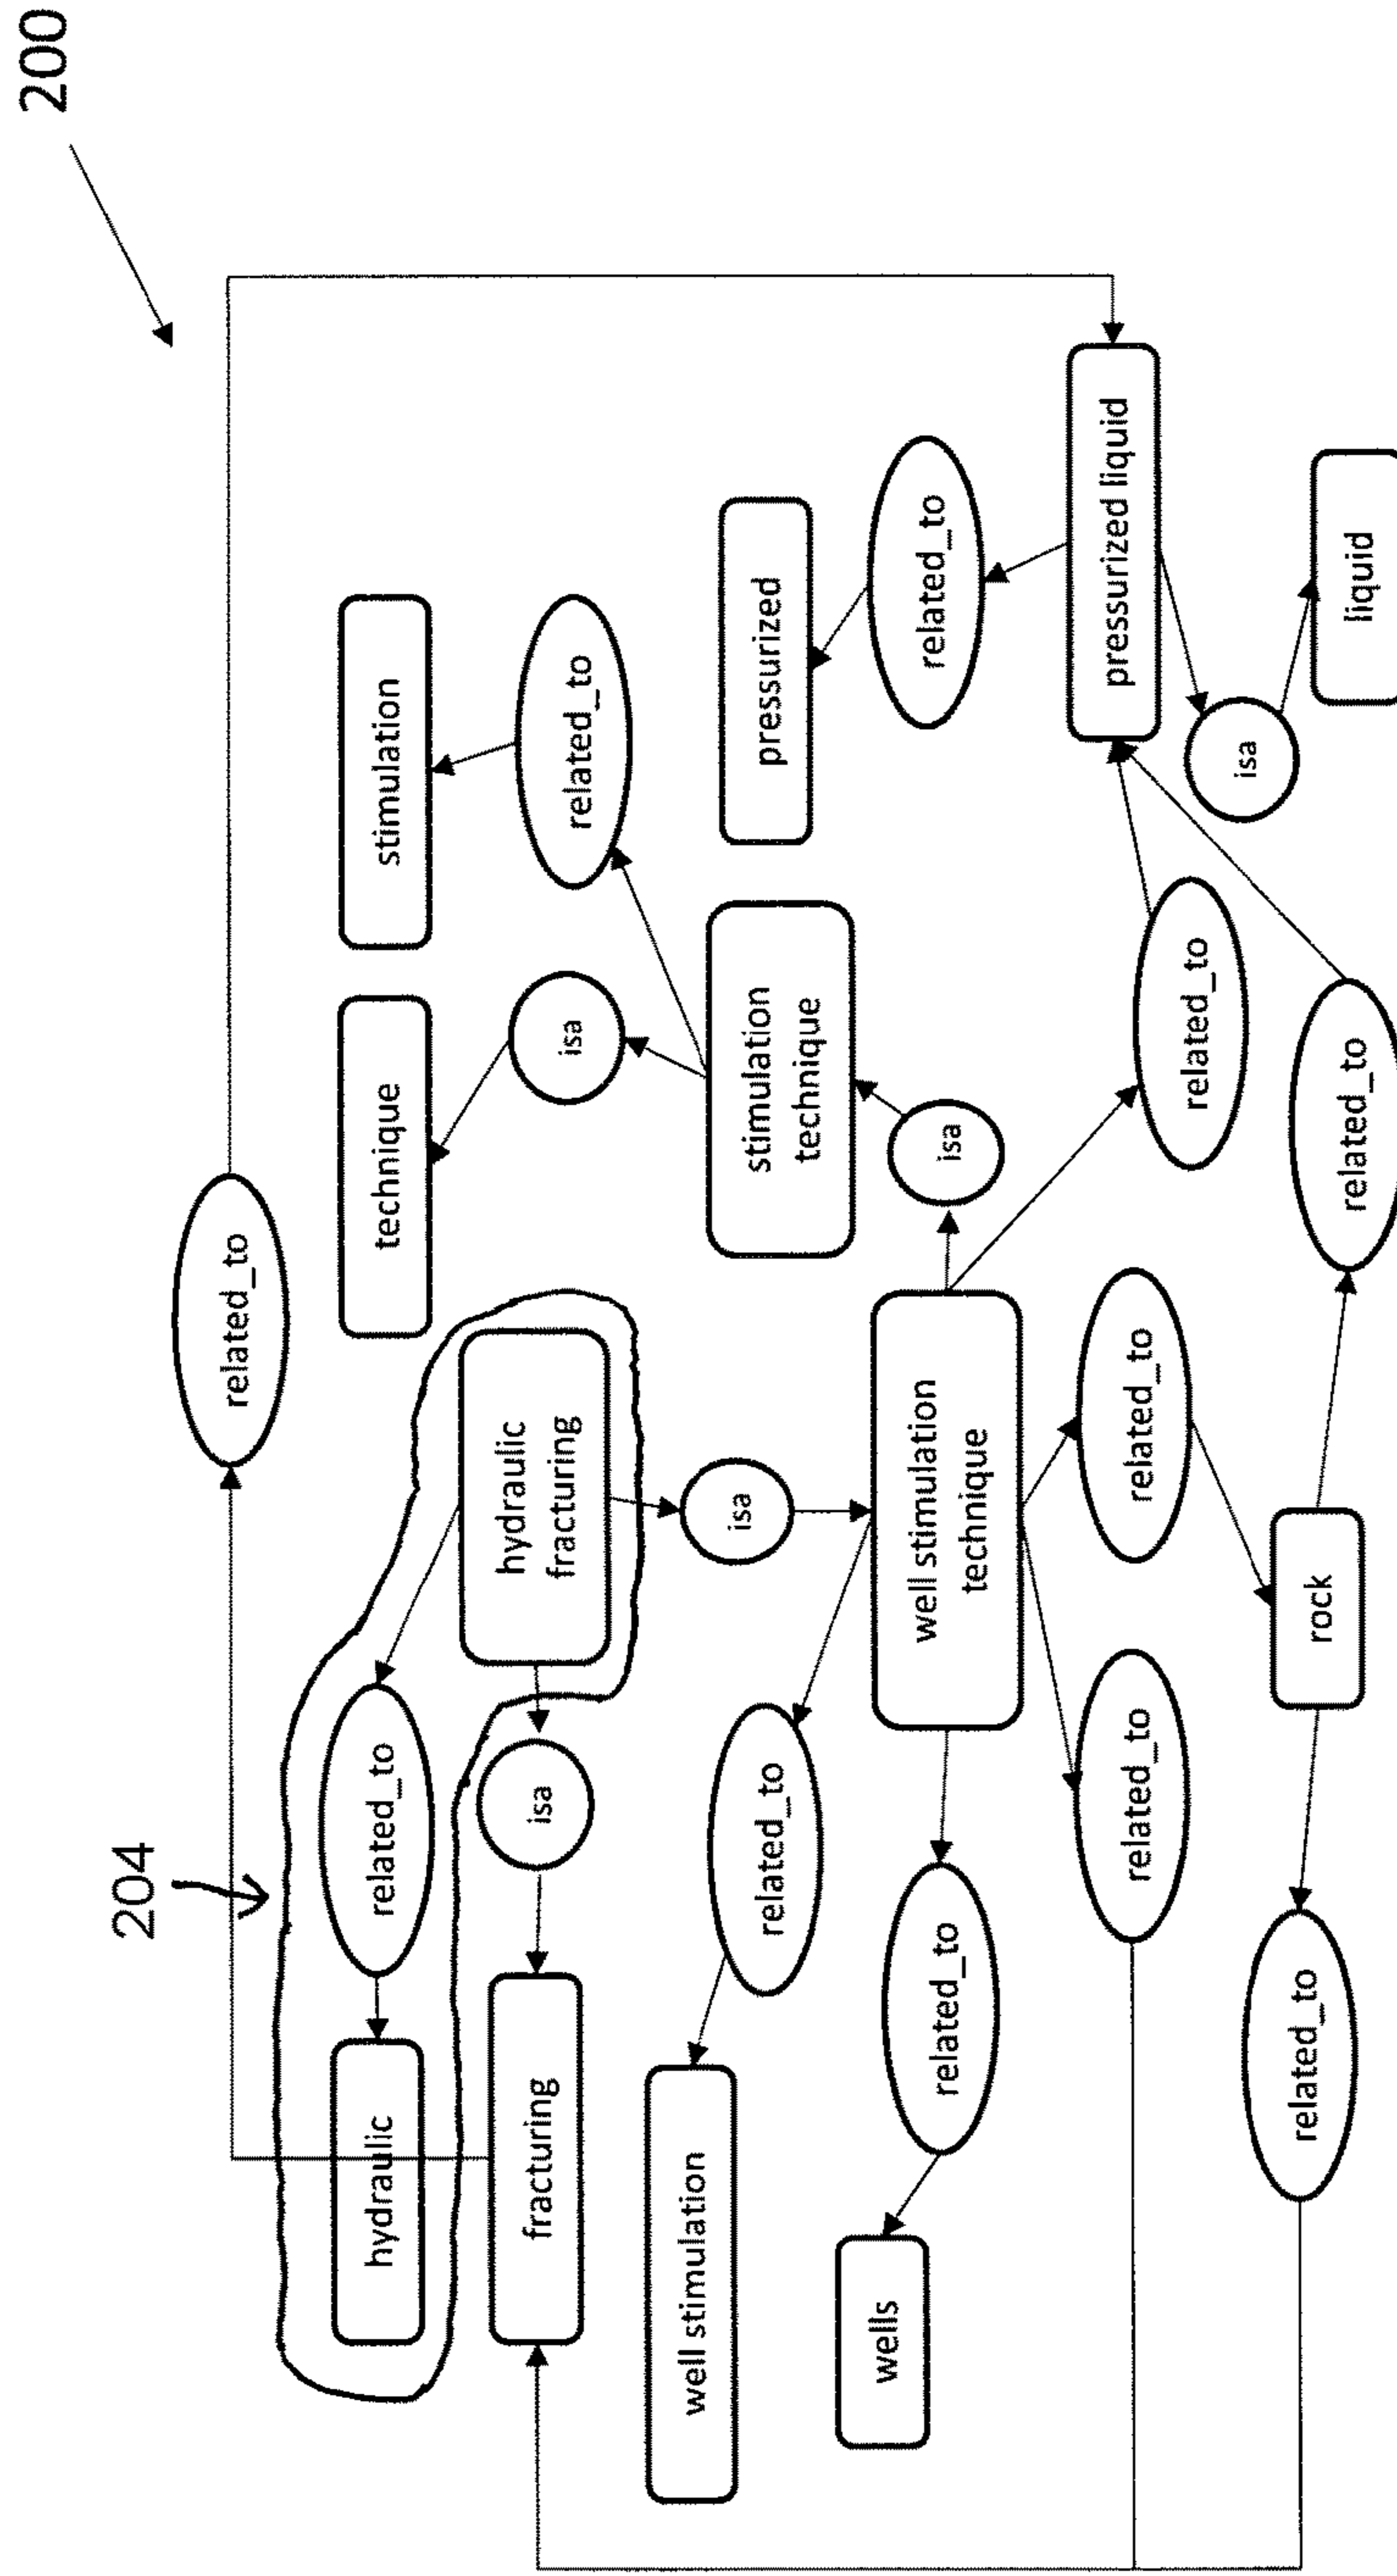 200
204
related_to
hydraulic
related_to
technique
stimulation
fracturing
isa
hydraulic
fracturing
isa
related_to
well stimulation
related_to
isa
stimulation
technique
pressurized
wells
related_to
well stimulation
technique
isa
related_to
related_to
related_to
related_to
pressurized liquid
isa
related_to
rock
related_to
liquid